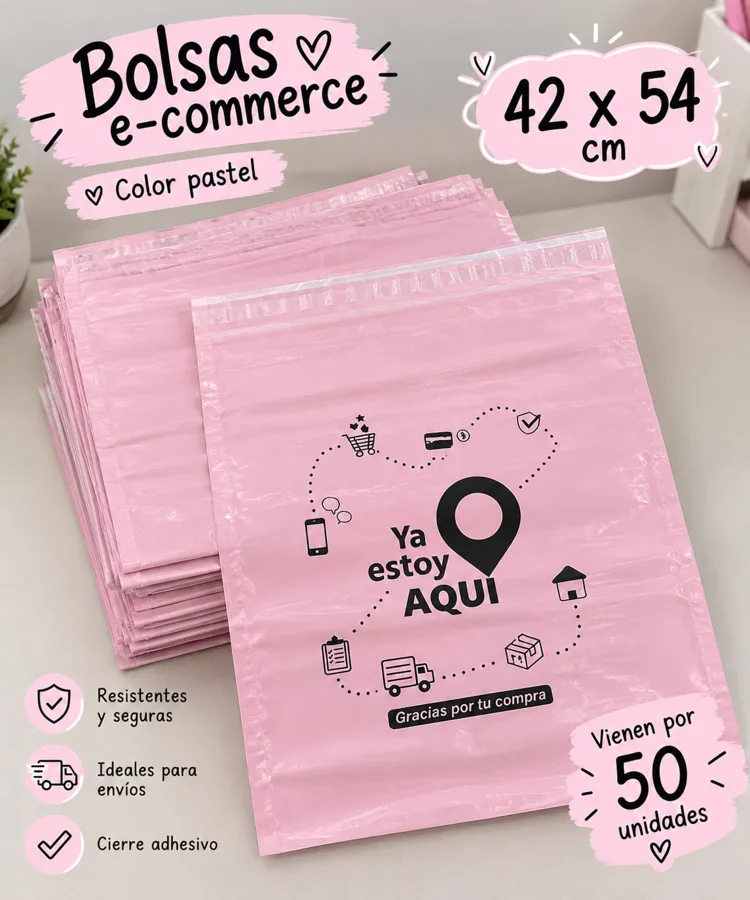 Bolsas
e-commerce
Color pastel
42 x 54
cm
Ya
estoy
AQUI
Gracias por tu compra
Resistentes
y seguras
Ideales para
envíos
Cierre adhesivo
Vienen por
50
unidades